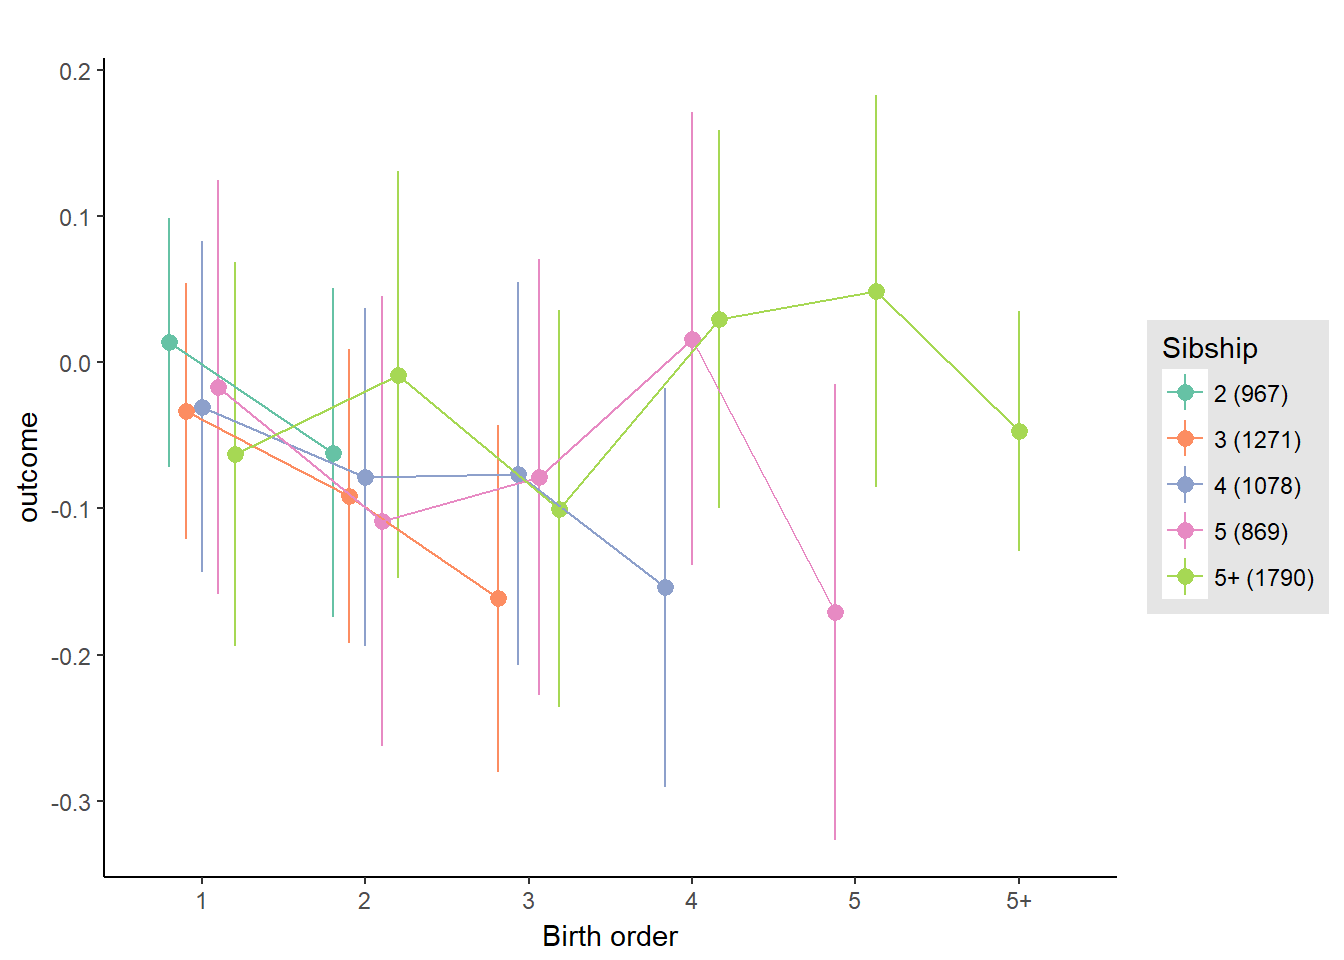 0.2
0.1
0.0
-0.1
-0.2
-0.3
outcome
1 2 3 4 5 5+
Birth order
Sibship
2 (967)
3 (1271)
4 (1078)
5 (869)
5+ (1790)